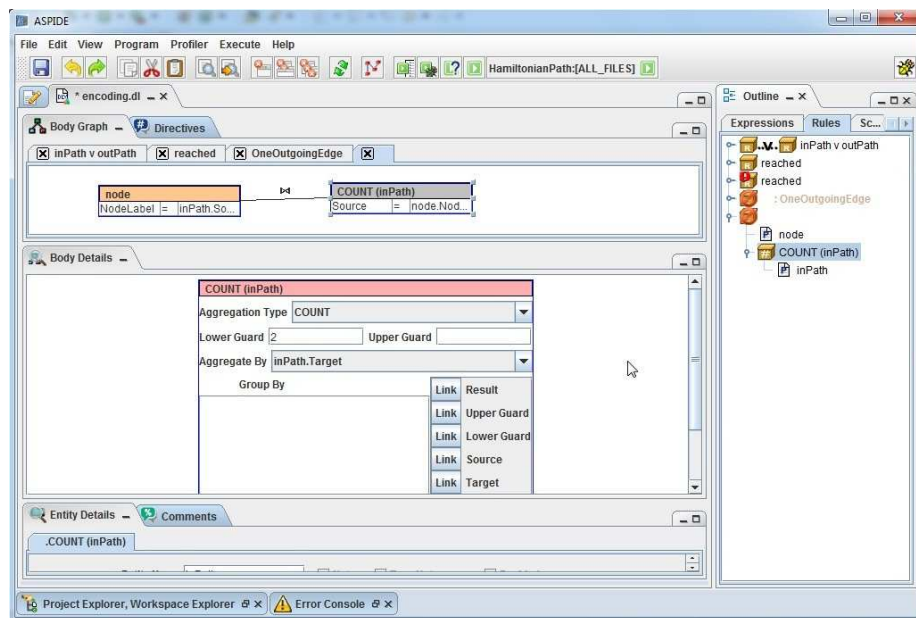 ASPIDE
File Edit View Program Profiler Execute Help
HamiltonianPath:[ALL_FILES]
* encoding.dl
Body Graph Directives
inPath v outPath reached OneOutgoingEdge
node
NodeLabel = inPath.So...
COUNT (inPath)
Source = node.Nod...
Body Details
COUNT (inPath)
Aggregation Type COUNT
Lower Guard 2 Upper Guard
Aggregate By inPath.Target
Group By
Link Result
Link Upper Guard
Link Lower Guard
Link Source
Link Target
Entity Details Comments
.COUNT (inPath)
Outline
Expressions Rules Sc...
..v.. inPath v outPath
reached
reached
: OneOutgoingEdge
node
COUNT (inPath)
inPath
Project Explorer, Workspace Explorer Error Console